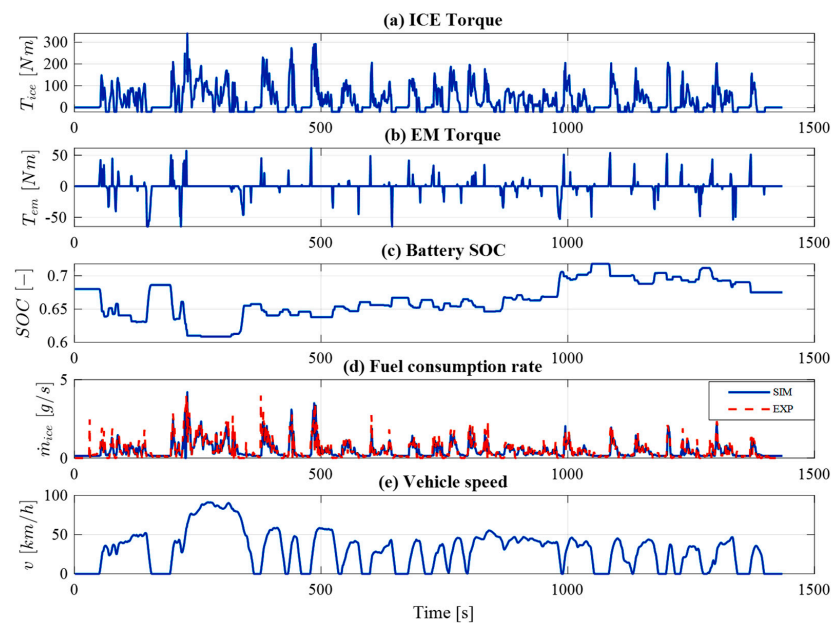 (a) ICE Torque
T_ice [Nm]
300
200
100
0
0
500
1000
1500
(b) EM Torque
T_em [Nm]
50
0
-50
0
500
1000
1500
(c) Battery SOC
SOC [−]
0.7
0.65
0.6
0
500
1000
1500
(d) Fuel consumption rate
ṁ_ice [g/s]
5
0
SIM
EXP
0
500
1000
1500
(e) Vehicle speed
v [km/h]
100
50
0
0
500
1000
1500
Time [s]